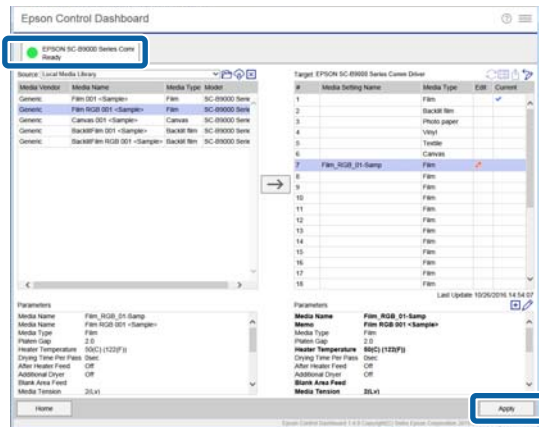 Epson Control Dashboard
EPSON SC-B9000 Series Comm
Ready
Source: Local Media Library
Target: EPSON SC-B9000 Series Comm Driver
Media Vendor Media Name Media Type Model
Generic Film 001 <Sample> Film SC-B9000 Serie
Generic Film RGB 001 <Sample> Film SC-B9000 Serie
Generic Canvas 001 <Sample> Canvas SC-B9000 Serie
Generic BacklitFilm 001 <Sample> Backlit film SC-B9000 Serie
Generic BacklitFilm RGB 001 <Sample> Backlit film SC-B9000 Serie
# Media Setting Name Media Type Edit Current
1 Film
2 Backlit film
3 Photo paper
4 Vinyl
5 Textile
6 Canvas
7 Film_RGB_01-Samp Film
8 Film
9 Film
10 Film
11 Film
12 Film
13 Film
14 Film
15 Film
16 Film
17 Film
18 Film
Last Update 10/26/2016 14:54:07
Parameters
Media Name Film_RGB_01-Samp
Media Name Film RGB 001 <Sample>
Media Type Film
Platen Gap 2.0
Heater Temperature 50(C) (122(F))
Drying Time Per Pass 0sec
After Heater Feed Off
Additional Dryer Off
Blank Area Feed
Media Tension 2(Lv)
Parameters
Media Name Film_RGB_01-Samp
Memo Film RGB 001 <Sample>
Media Type Film
Platen Gap 2.0
Heater Temperature 50(C) (122(F))
Drying Time Per Pass 0sec
After Heater Feed Off
Additional Dryer Off
Blank Area Feed
Media Tension 2(Lv)
Home
Apply